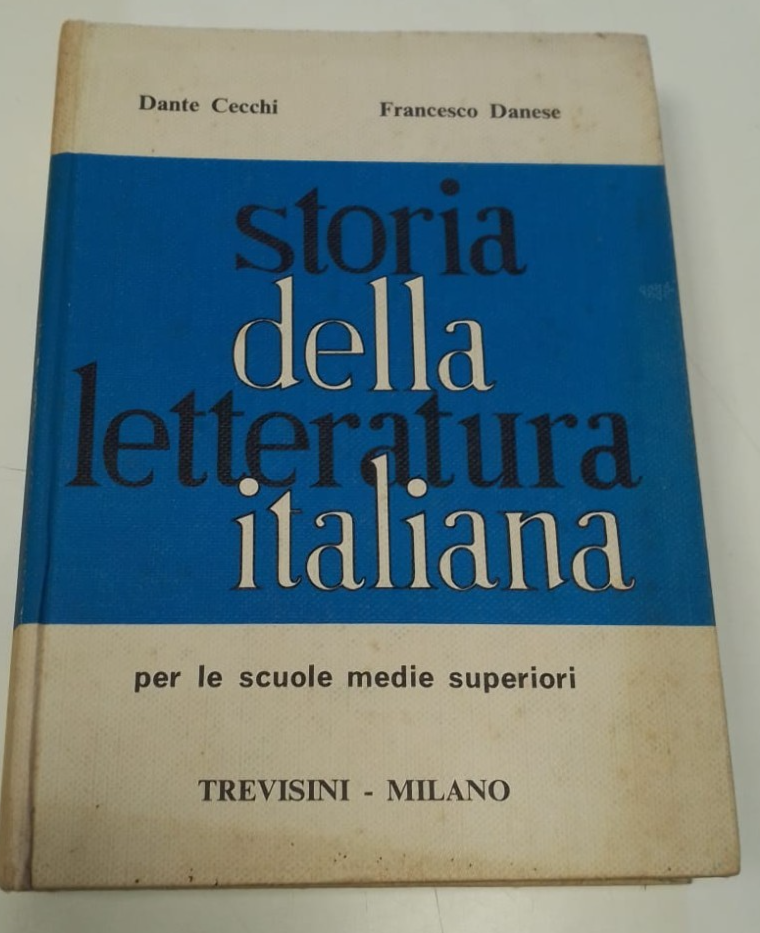 Dante Cecchi Francesco Danese
storia
della
letteratura
italiana
per le scuole medie superiori
TREVISINI - MILANO